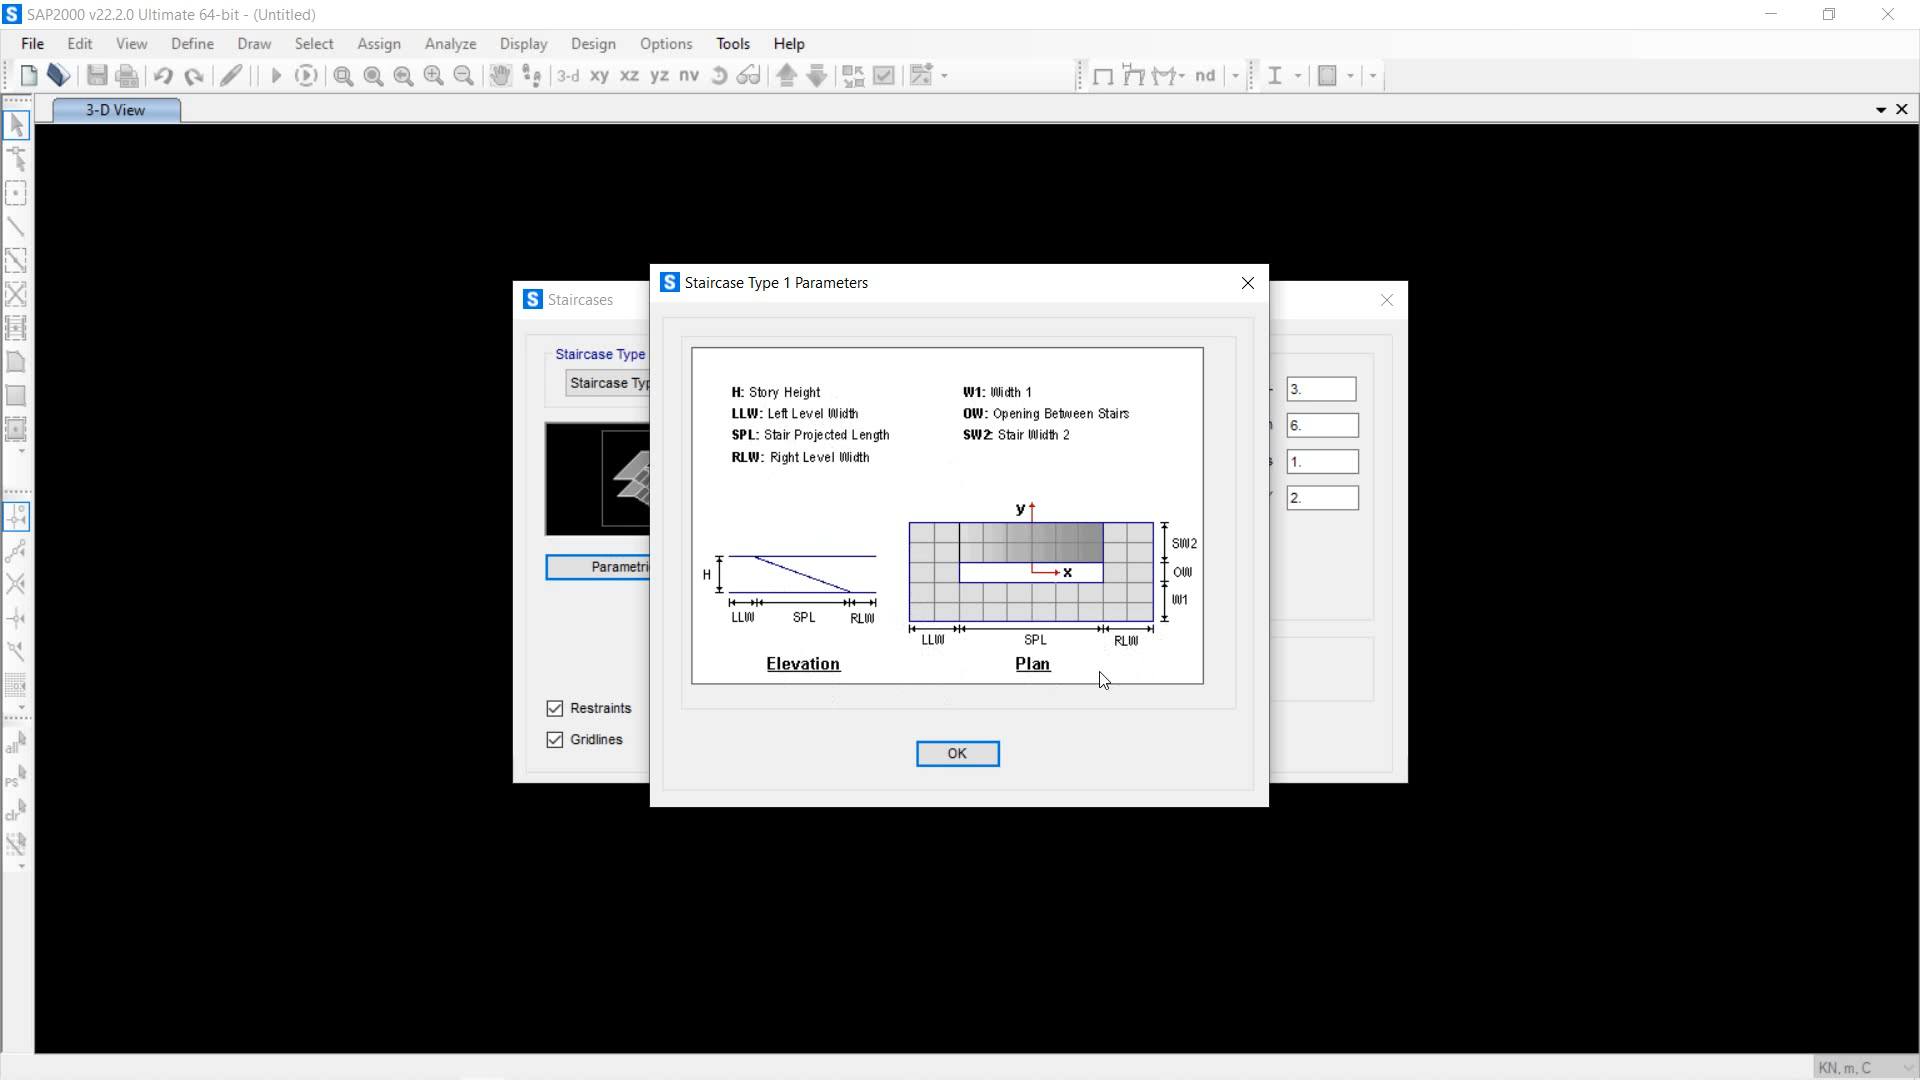 SAP2000 v22.2.0 Ultimate 64-bit - (Untitled)
File Edit View Define Draw Select Assign Analyze Display Design Options Tools Help
3-d xy xz yz nv nd
3-D View
Staircase Type 1 Parameters
Staircases
Staircase Type
Staircase Typ
3.
6.
1.
2.
H: Story Height
LLW: Left Level Width
SPL: Stair Projected Length
RLW: Right Level Width
W1: Width 1
OW: Opening Between Stairs
SW2: Stair Width 2
H
LLW SPL RLW
Elevation
y
x
SW2
OW
W1
LLW SPL RLW
Plan
Parametri
Restraints
Gridlines
OK
all
PS
clr
KN, m, C